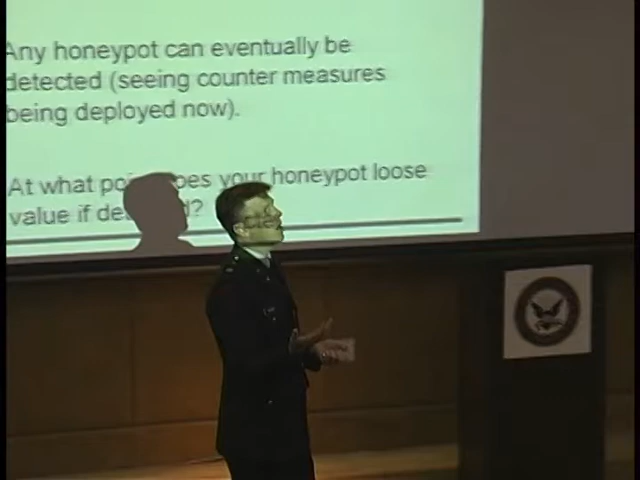 Any honeypot can eventually be
detected (seeing counter measures
being deployed now).
At what your honeypot loose
value if